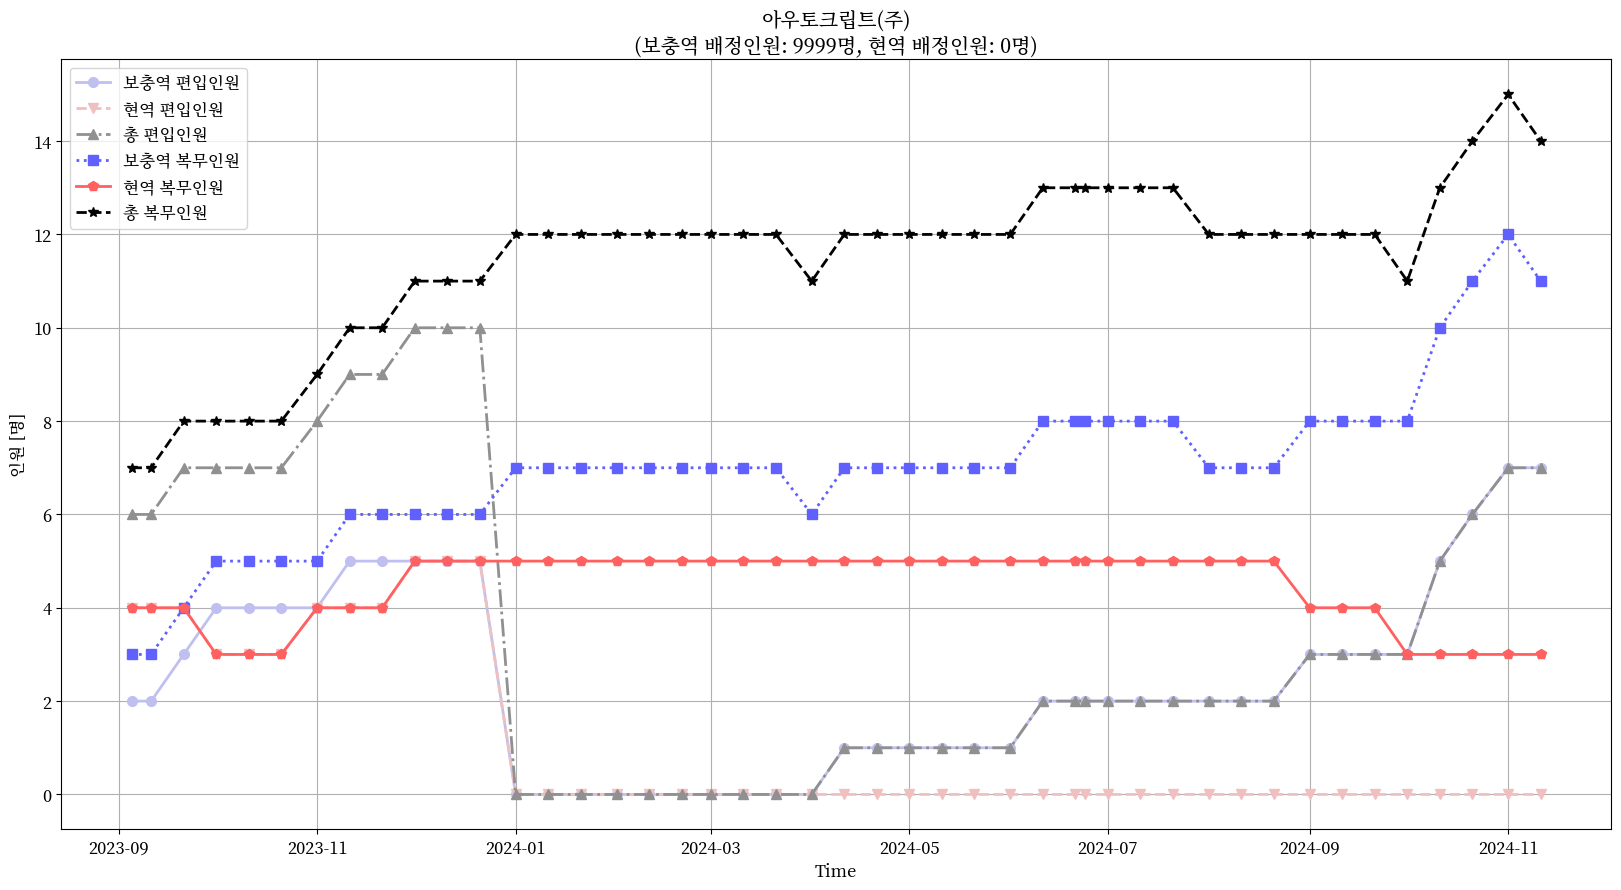 아우토크립트(주)
(보충역 배정인원: 9999명, 현역 배정인원: 0명)
보충역 편입인원
현역 편입인원
총 편입인원
보충역 복무인원
현역 복무인원
총 복무인원
인원 [명]
14
12
10
8
6
4
2
0
2023-09 2023-11 2024-01 2024-03 2024-05 2024-07 2024-09 2024-11
Time